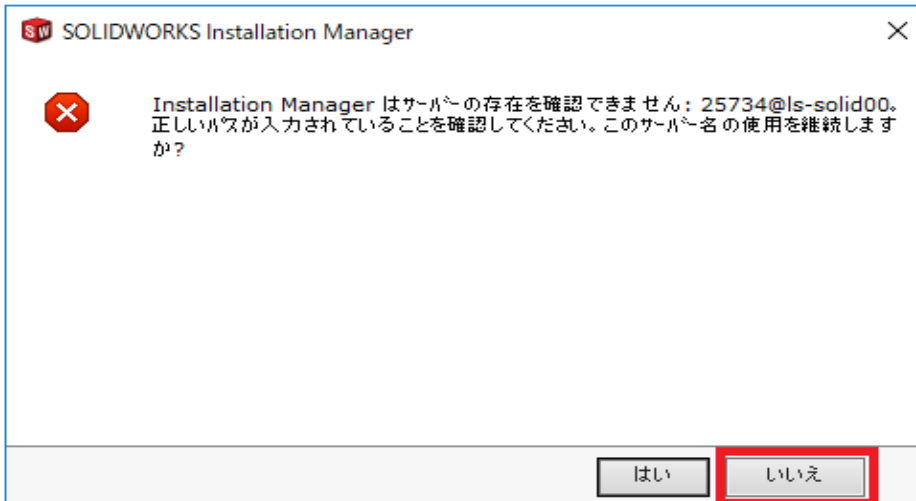 SW SOLIDWORKS Installation Manager
Installation Manager はサーバーの存在を確認できません: 25734@ls-solid00。
正しいパスが入力されていることを確認してください。このサーバー名の使用を継続します
か?
はい
いいえ